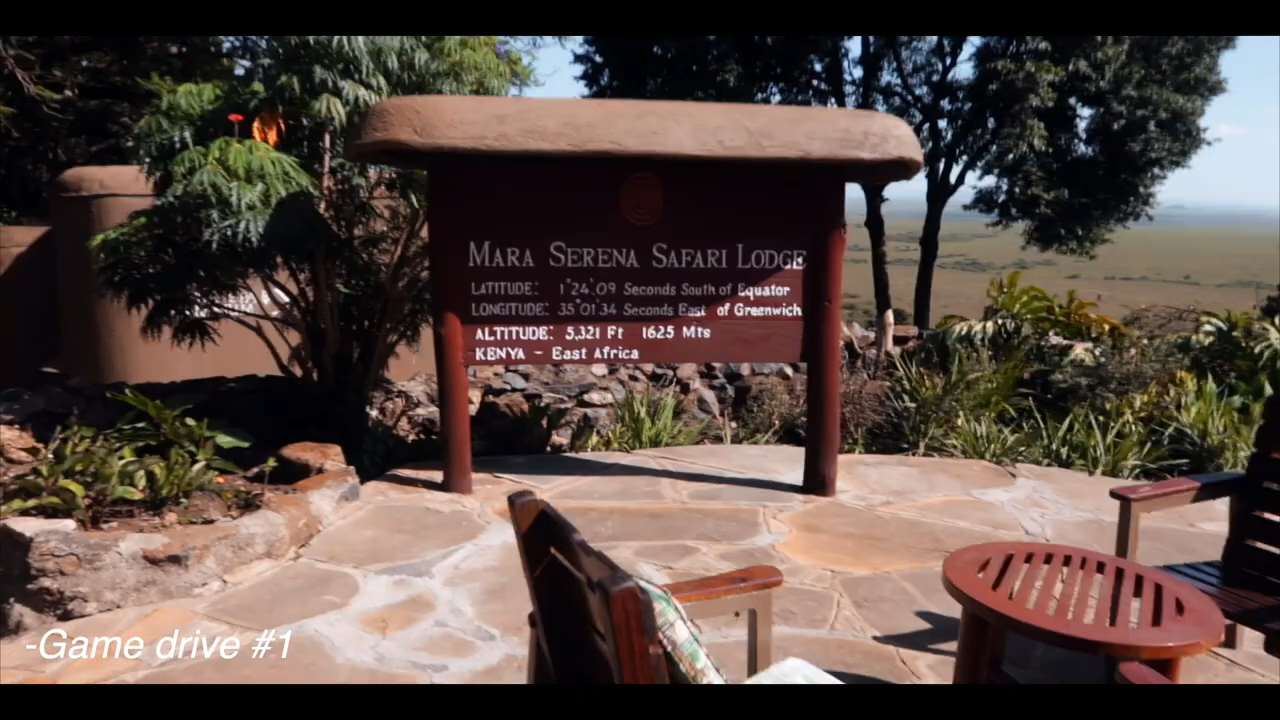 MARA SERENA SAFARI LODGE
LATITUDE: 1°24'.09 Seconds South of Equator
LONGITUDE: 35°01'34 Seconds East of Greenwich
ALTITUDE: 5,321 Ft 1625 Mts
KENYA - East Africa
-Game drive #1